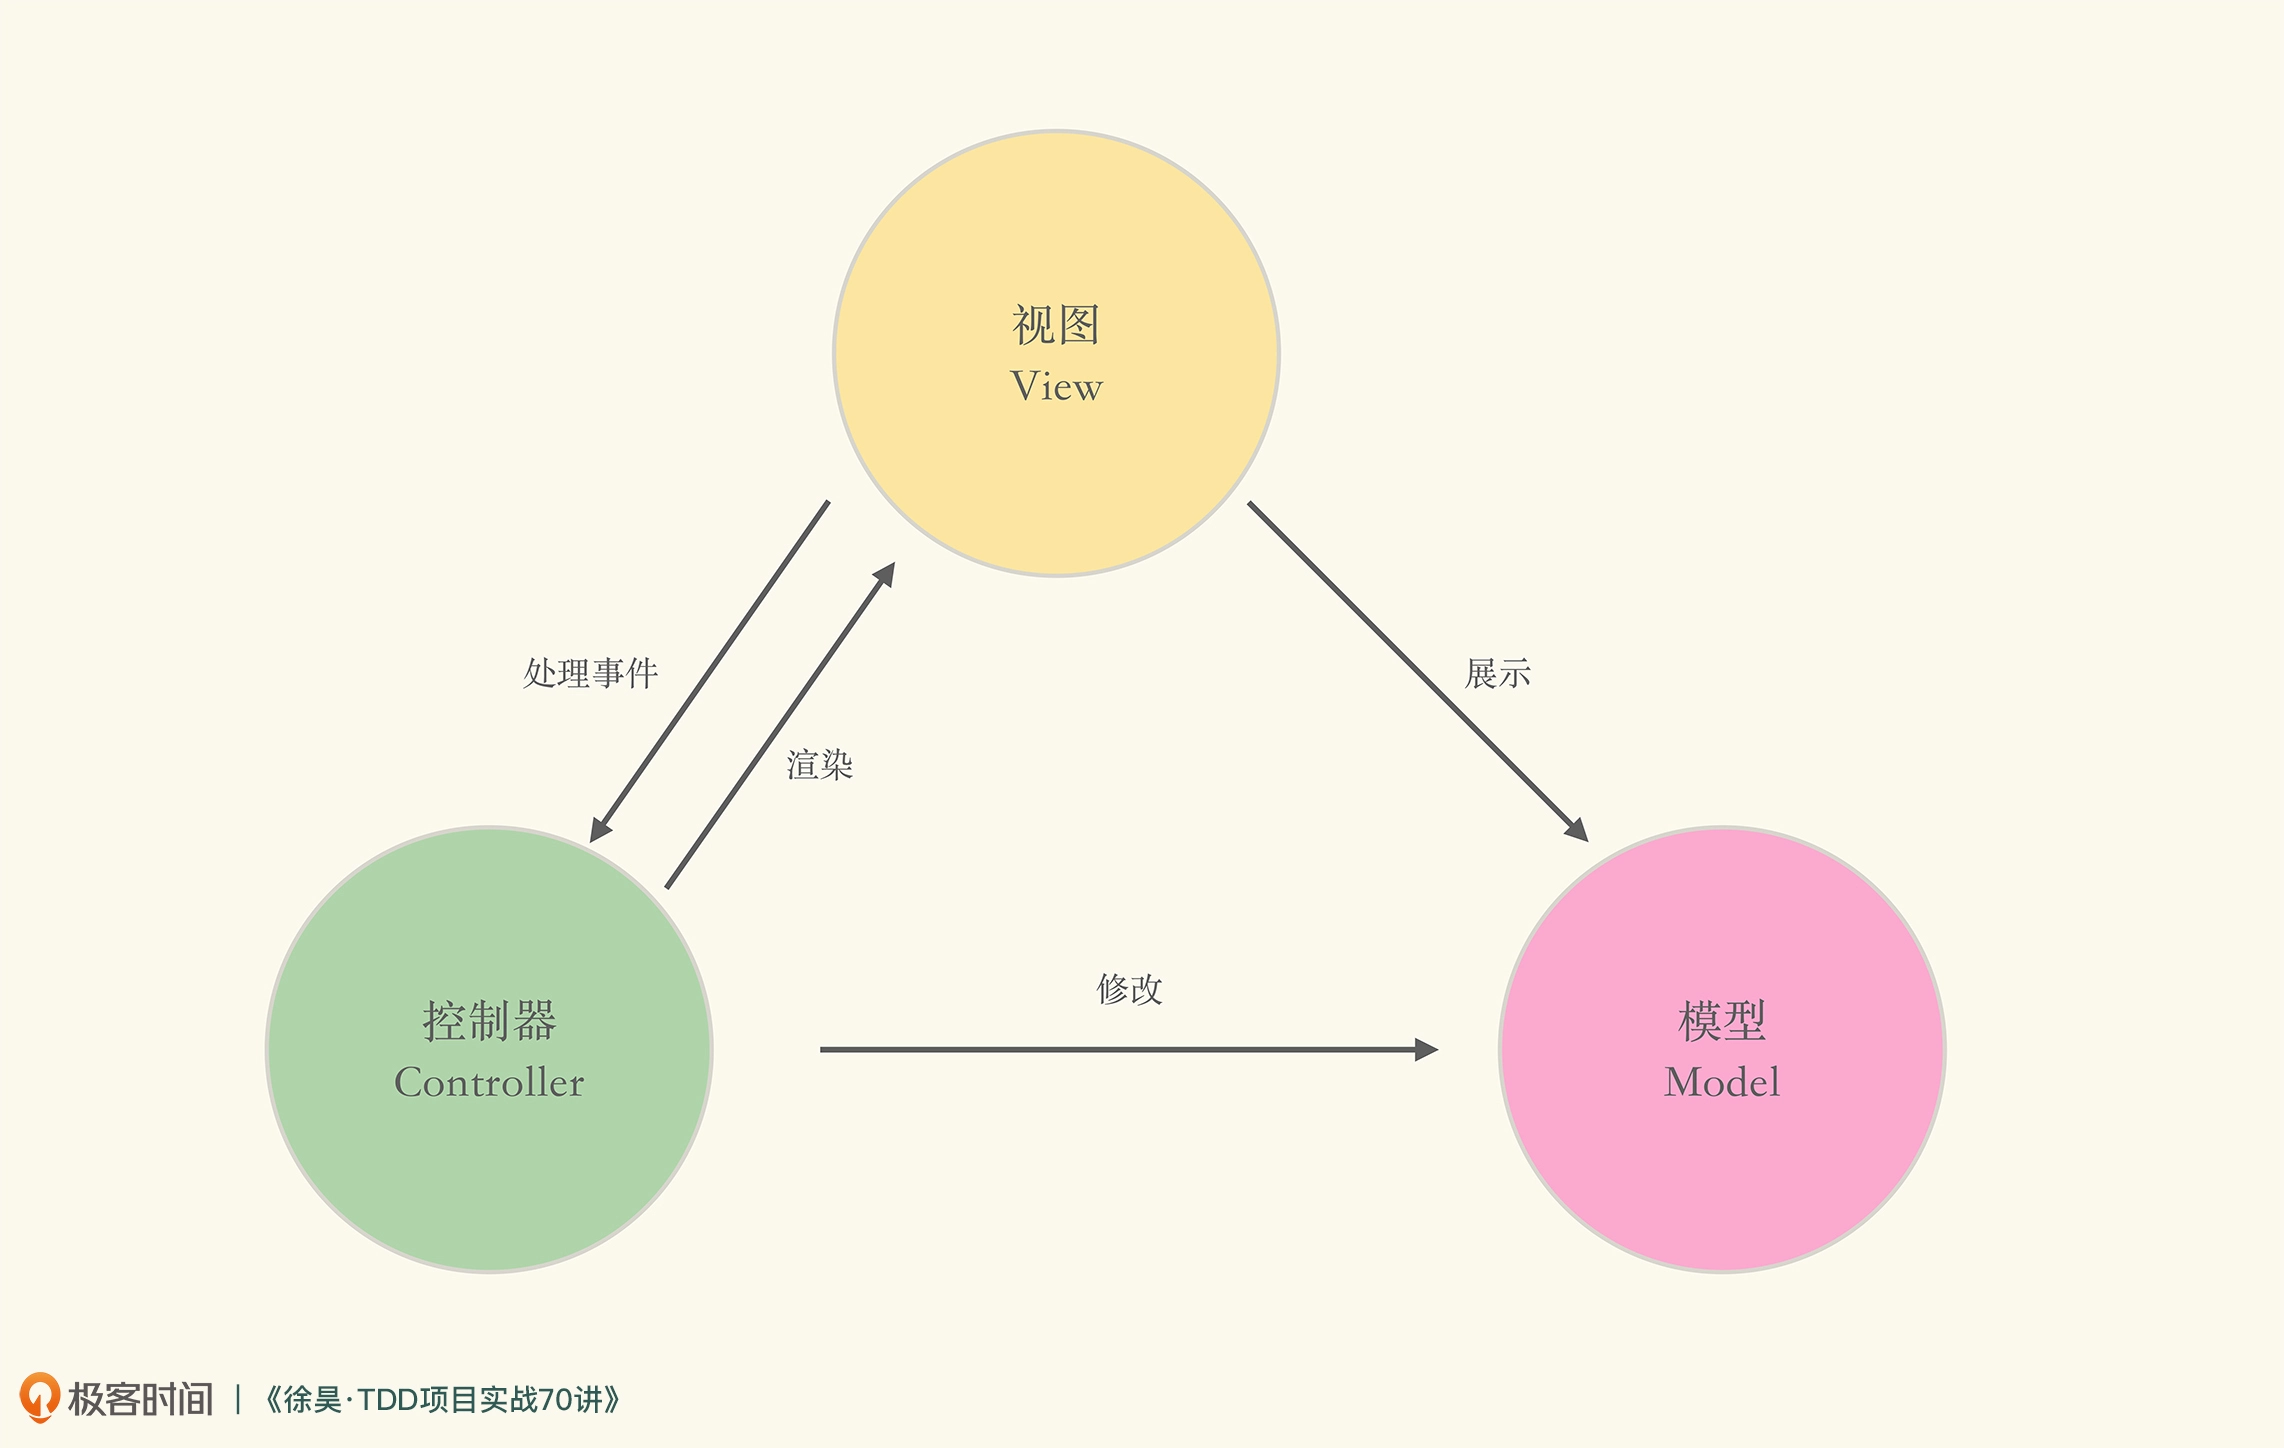 视图
View
处理事件
展示
渲染
修改
控制器
Controller
模型
Model
极客时间 | 《徐昊·TDD项目实战70讲》